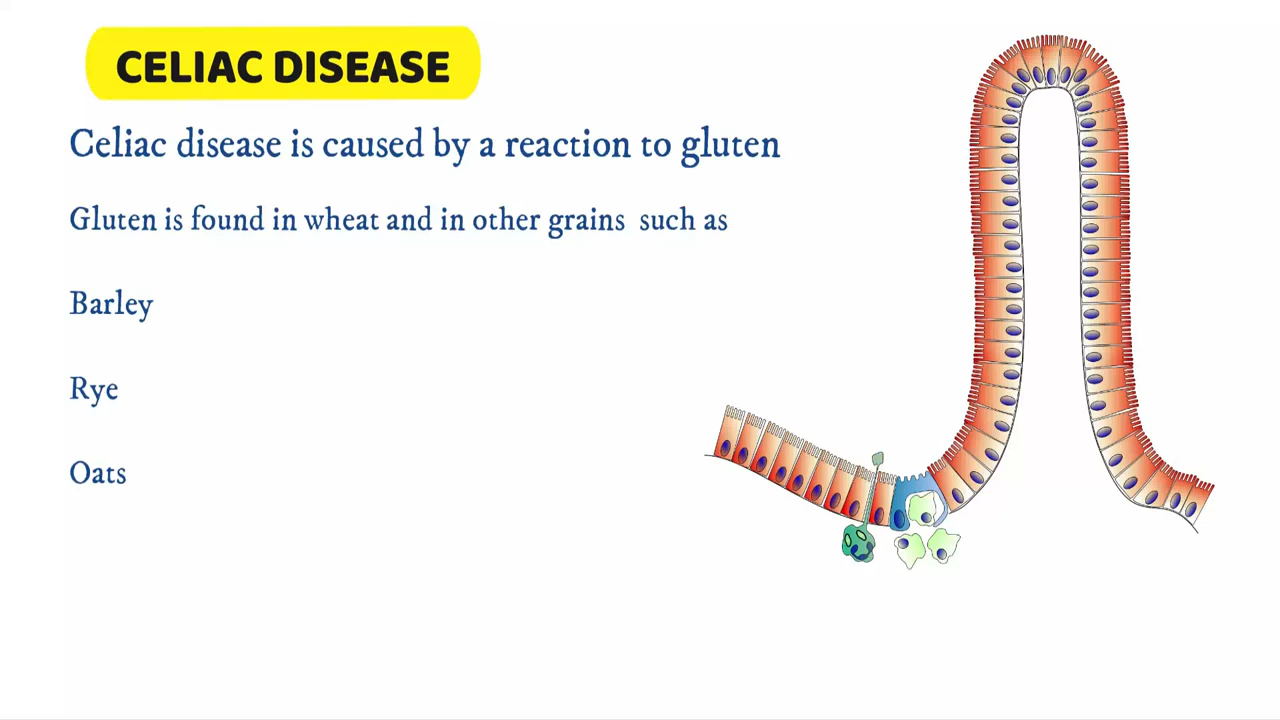 CELIAC DISEASE
Celiac disease is caused by a reaction to gluten
Gluten is found in wheat and in other grains such as
Barley
Rye
Oats